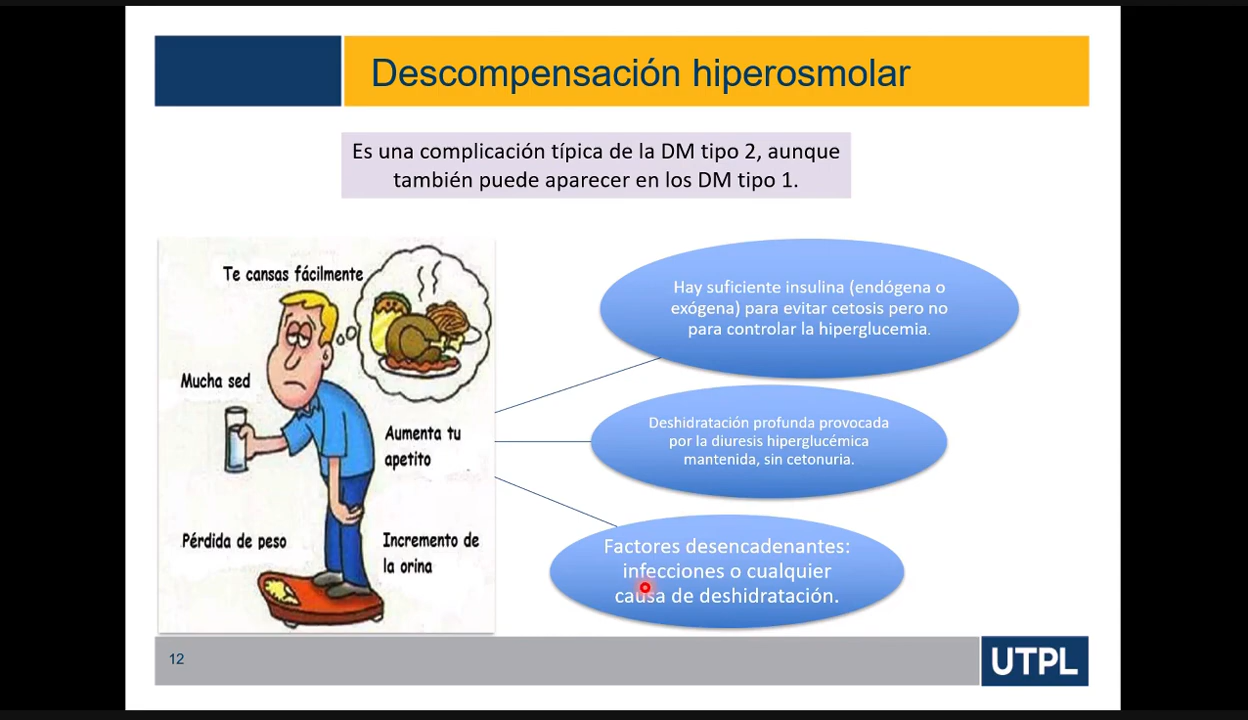 Descompensación hiperosmolar
Es una complicación típica de la DM tipo 2, aunque
también puede aparecer en los DM tipo 1.
Te cansas fácilmente
Mucha sed
Aumenta tu
apetito
Pérdida de peso
Incremento de
la orina
Hay suficiente insulina (endógena o
exógena) para evitar cetosis pero no
para controlar la hiperglucemia.
Deshidratación profunda provocada
por la diuresis hiperglucémica
mantenida, sin cetonuria.
Factores desencadenantes:
infecciones o cualquier
causa de deshidratación.
12
UTPL